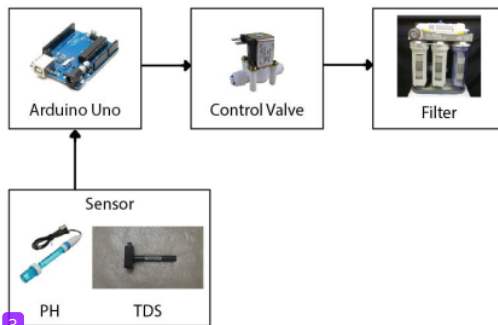 Arduino Uno
Control Valve
Filter
Sensor
PH
TDS